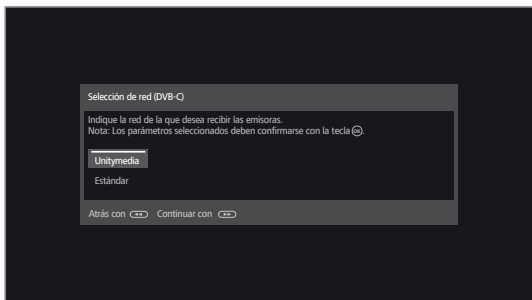 Selección de red (DVB-C)
Indique la red de la que desea recibir las emisoras.
Nota: Los parámetros seleccionados deben confirmarse con la tecla OK.
Unitymedia
Estándar
Atrás con Continuar con